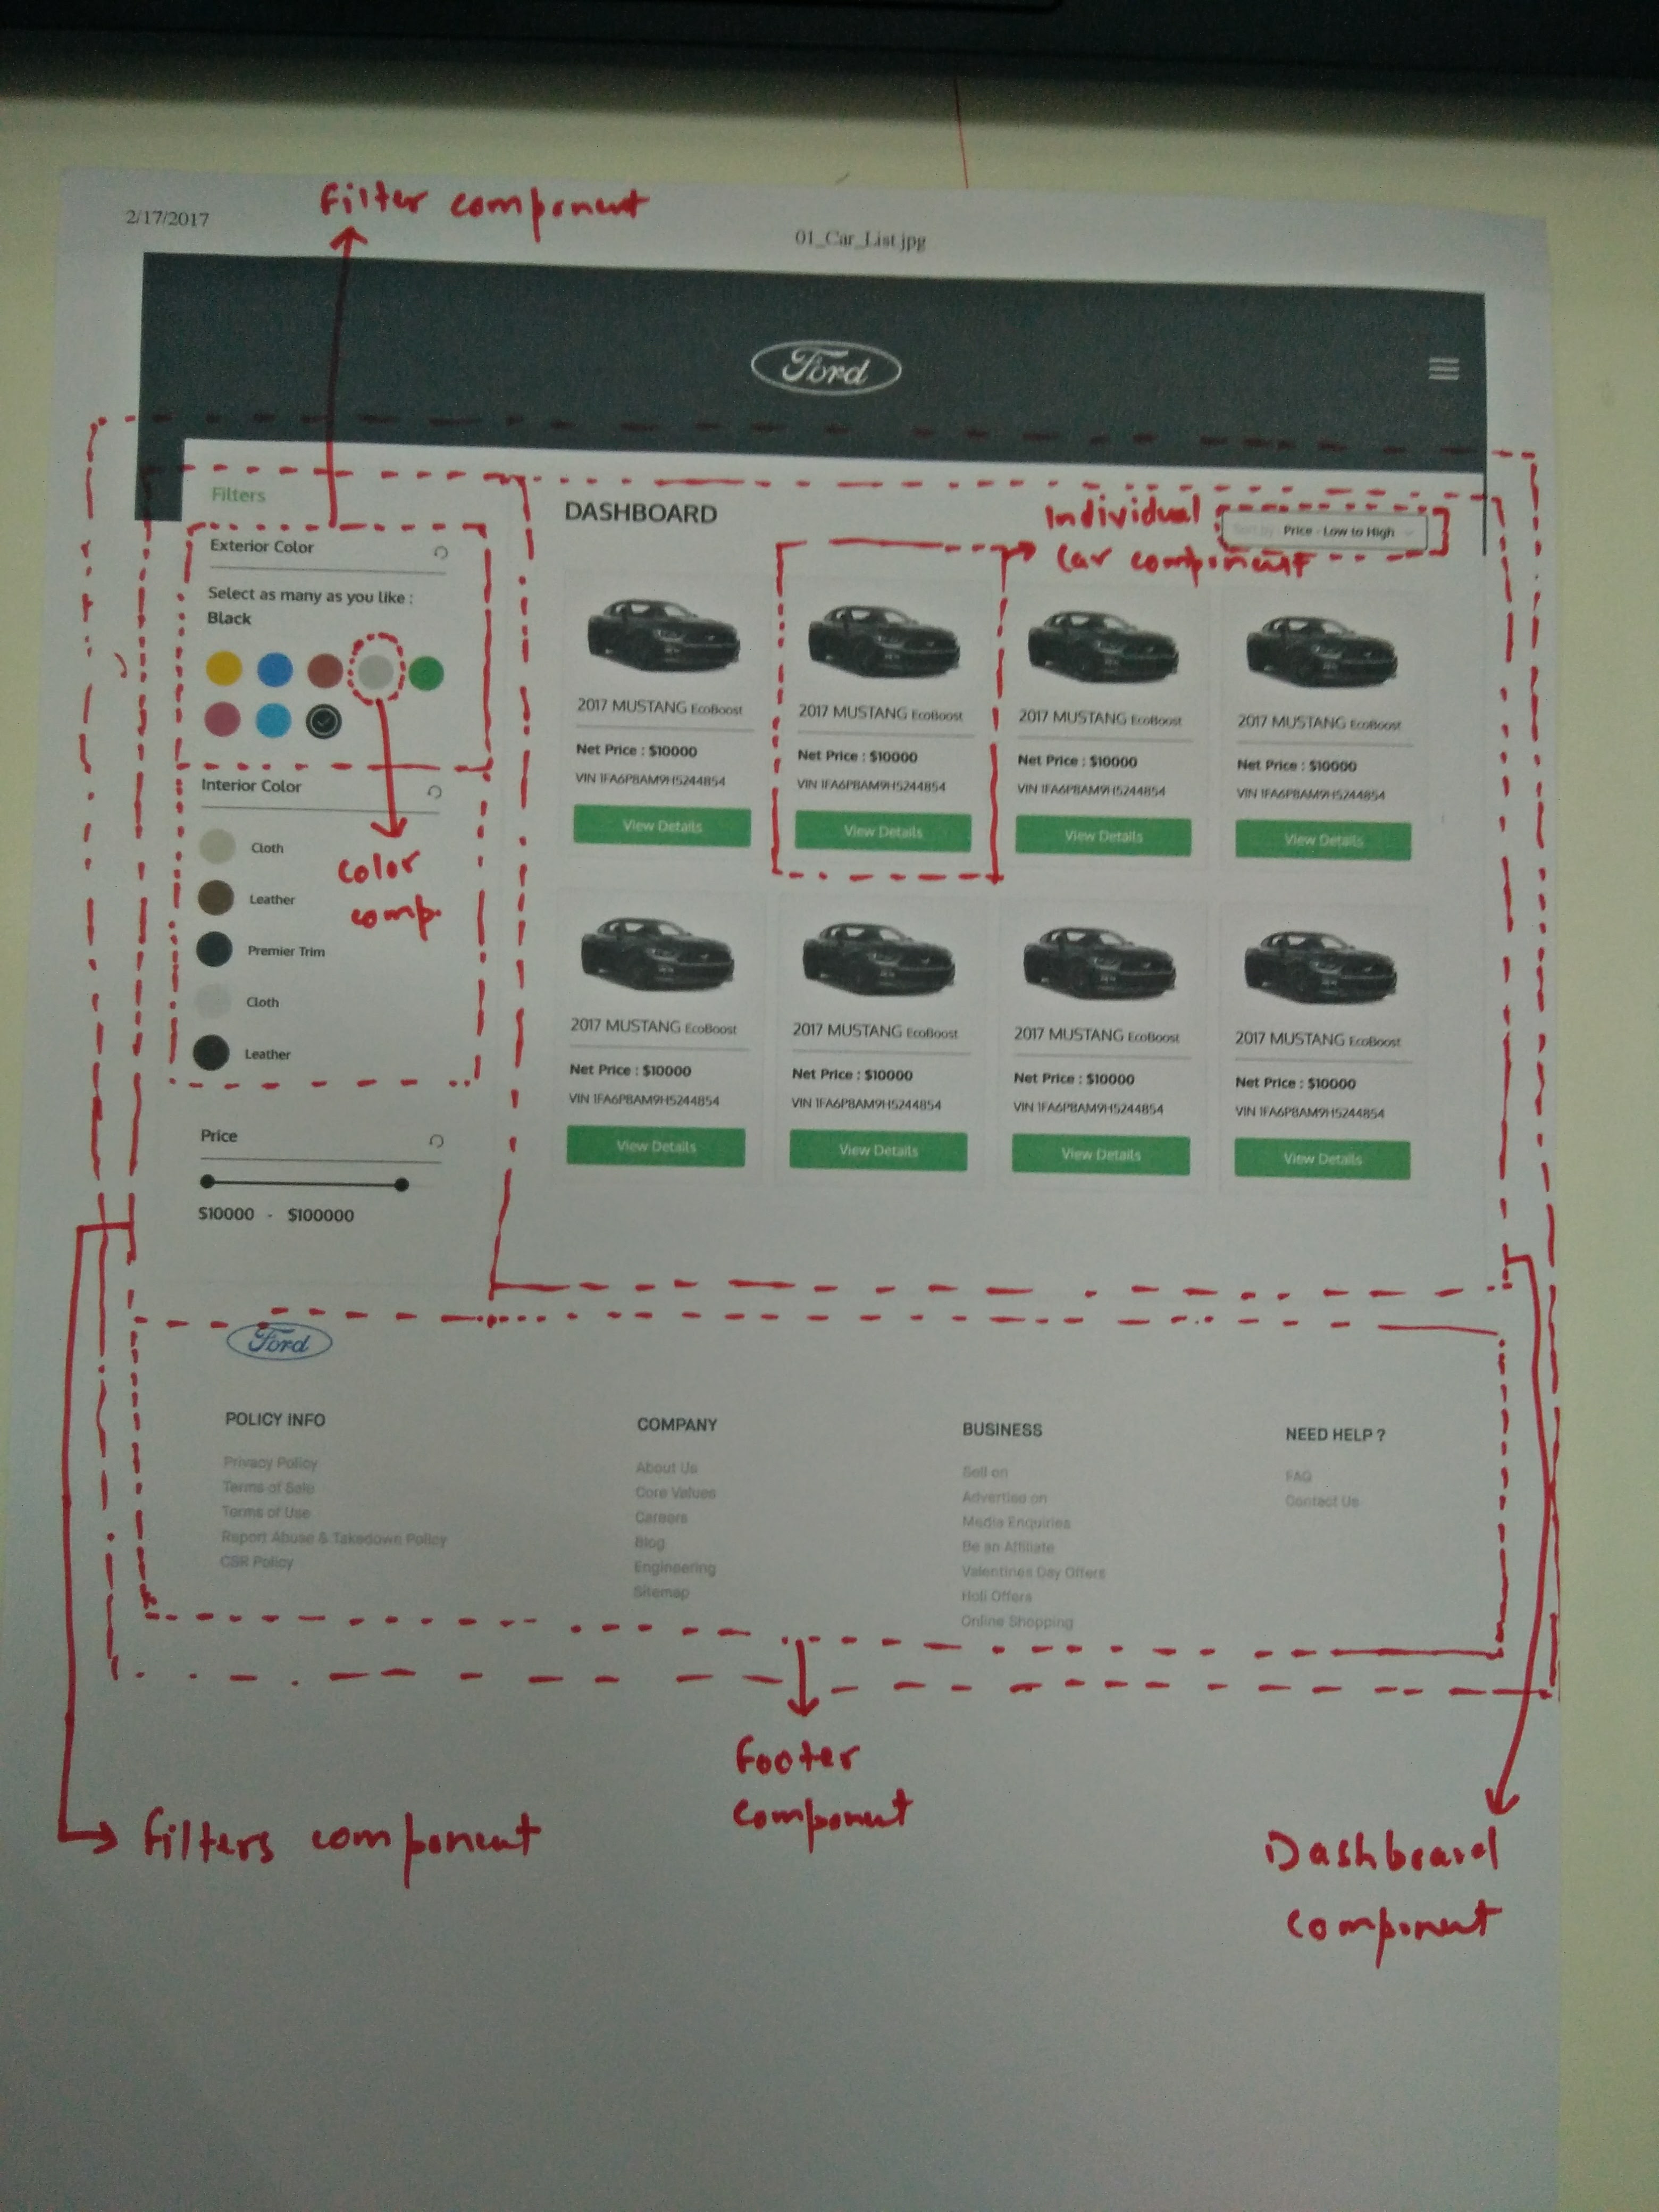 Filter component
2/17/2017
01_Car_List.jpg
Ford
Filters
DASHBOARD
Individual
car component
Price - Low to High
Exterior Color
Select as many as you like :
Black
Interior Color
Cloth
Leather
Premier Trim
Cloth
Leather
color
comp.
Price
$10000 - $100000
2017 MUSTANG EcoBoost
Net Price : $10000
VIN 1FA6P8AM9H5244854
View Details
2017 MUSTANG EcoBoost
Net Price : $10000
VIN 1FA6P8AM9H5244854
View Details
2017 MUSTANG EcoBoost
Net Price : $10000
VIN 1FA6P8AM9H5244854
View Details
2017 MUSTANG EcoBoost
Net Price : $10000
VIN 1FA6P8AM9H5244854
View Details
2017 MUSTANG EcoBoost
Net Price : $10000
VIN 1FA6P8AM9H5244854
View Details
2017 MUSTANG EcoBoost
Net Price : $10000
VIN 1FA6P8AM9H5244854
View Details
2017 MUSTANG EcoBoost
Net Price : $10000
VIN 1FA6P8AM9H5244854
View Details
2017 MUSTANG EcoBoost
Net Price : $10000
VIN 1FA6P8AM9H5244854
View Details
Ford
POLICY INFO
Privacy Policy
Terms of Sale
Terms of Use
Report Abuse & Takedown Policy
CSR Policy
COMPANY
About Us
Core Values
Careers
Blog
Engineering
Sitemap
BUSINESS
Sell on
Advertise on
Media Enquiries
Be an Affiliate
Valentines Day Offers
Holi Offers
Online Shopping
NEED HELP ?
FAQ
Contact Us
Footer
component
Filters component
Dashboard
component